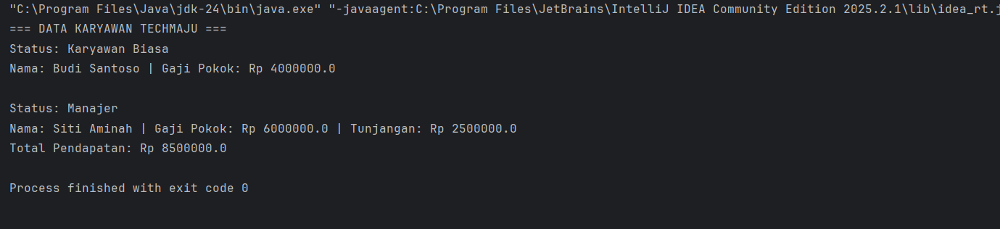 "C:\Program Files\Java\jdk-24\bin\java.exe" "-javaagent:C:\Program Files\JetBrains\IntelliJ IDEA Community Edition 2025.2.1\lib\idea_rt.j
=== DATA KARYAWAN TECHMAJU ===
Status: Karyawan Biasa
Nama: Budi Santoso | Gaji Pokok: Rp 4000000.0
Status: Manajer
Nama: Siti Aminah | Gaji Pokok: Rp 6000000.0 | Tunjangan: Rp 2500000.0
Total Pendapatan: Rp 8500000.0
Process finished with exit code 0